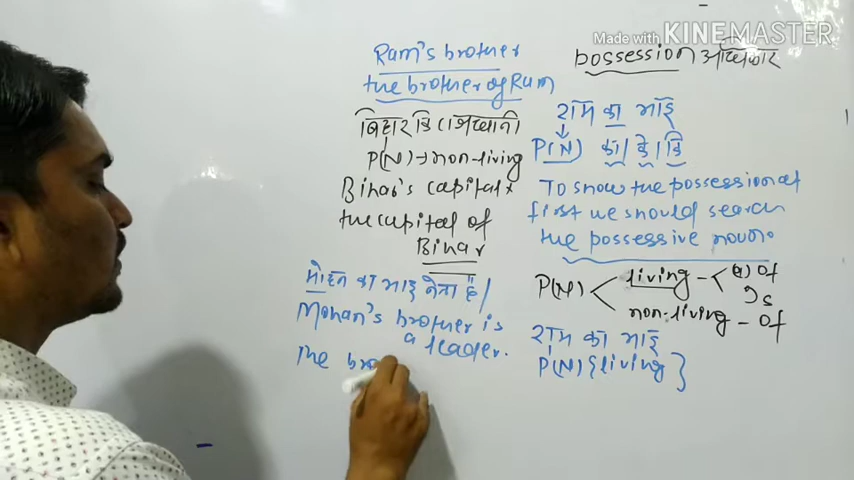 Made with KINEMASTER
Ram's brother
the brother of Ram
बिहार कि राजधानी
P(N)→non-living
Bihar's capital ×
the capital of
Bihar
मोहन का भाई नेता है/
Mohan's brother is
a leader.
The bro
possession अधिकार
राम का भाई
P(N) का/के/कि
To show the possession at
first we should search
the possessive noun.
P(N) living - (a) of
's
non-living - of
राम का भाई
P(N) {living}